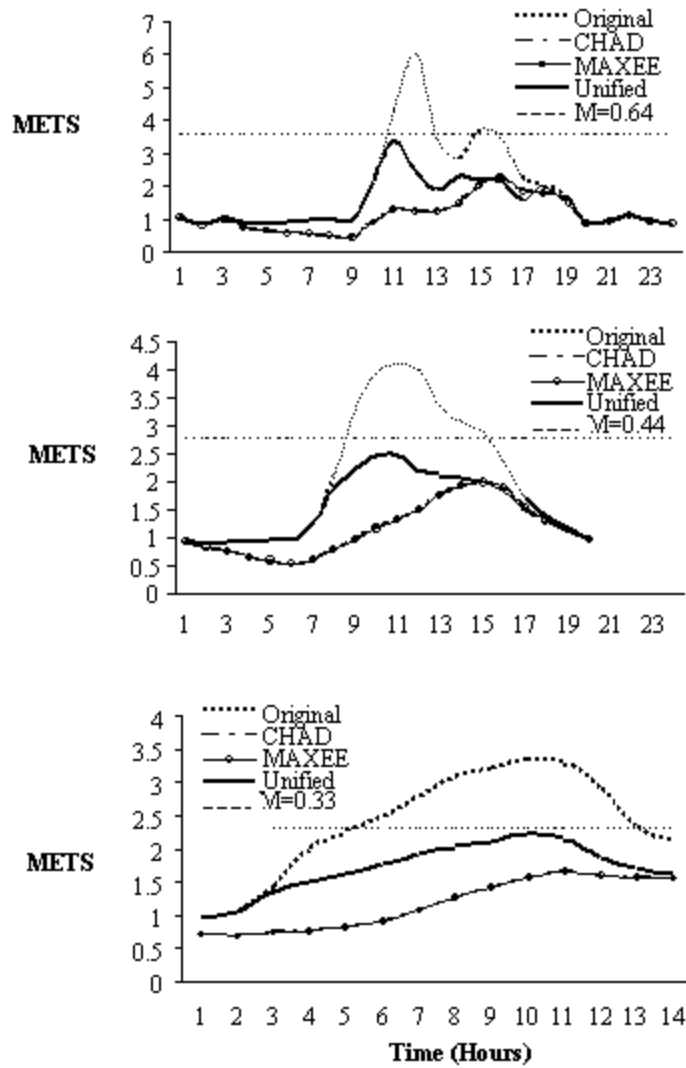 7
6
5
4
3
2
1
0
METS
Original
CHAD
MAXEE
Unified
M=0.64
1 3 5 7 9 11 13 15 17 19 21 23
4.5
4
3.5
3
2.5
2
1.5
1
0.5
0
METS
Original
CHAD
MAXEE
Unified
M=0.44
1 3 5 7 9 11 13 15 17 19 21 23
4
3.5
3
2.5
2
1.5
1
0.5
0
METS
Original
CHAD
MAXEE
Unified
M=0.33
1 2 3 4 5 6 7 8 9 10 11 12 13 14
Time (Hours)